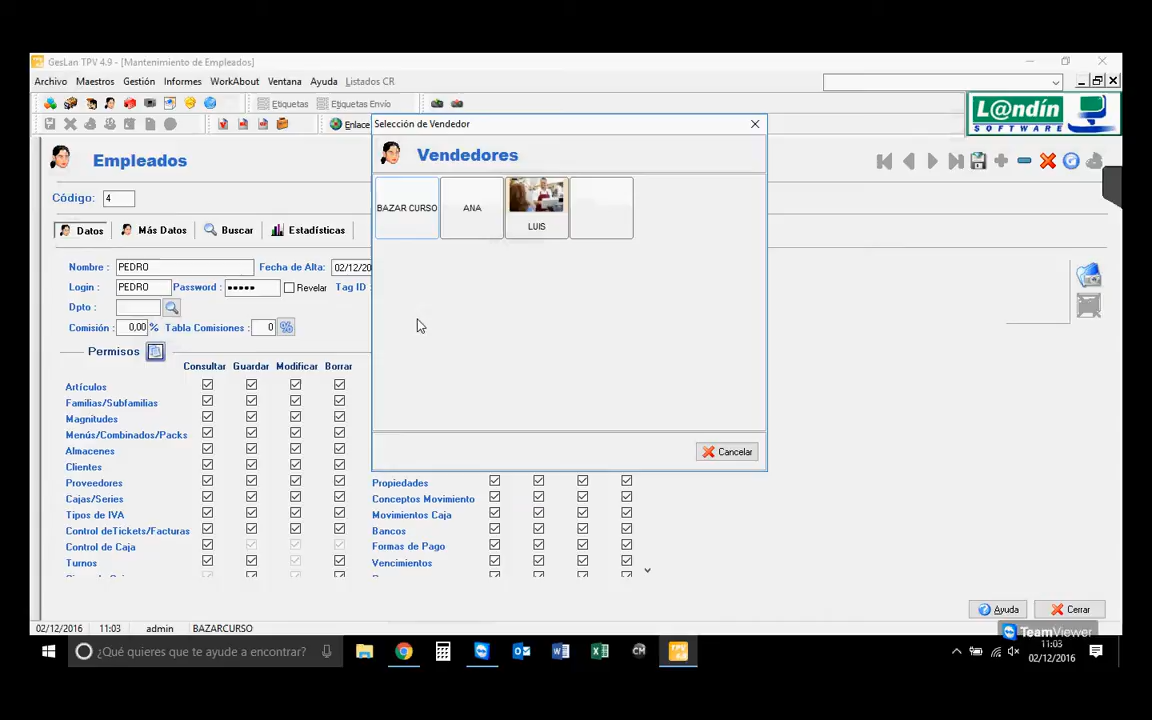 GesLan TPV 4.9 - [Mantenimiento de Empleados]
Archivo Maestros Gestión Informes WorkAbout Ventana Ayuda Listados CR
Etiquetas Etiquetas Envío
Enlace
L@ndín
SOFTWARE
Selección de Vendedor
Vendedores
BAZAR CURSO ANA LUIS
Cancelar
Empleados
Código: 4
Datos Más Datos Buscar Estadísticas
Nombre : PEDRO Fecha de Alta: 02/12/20
Login : PEDRO Password : ••••• Revelar Tag ID :
Dpto :
Comisión : 0,00 % Tabla Comisiones : 0 %
Permisos
Consultar Guardar Modificar Borrar
Artículos
Familias/Subfamilias
Magnitudes
Menús/Combinados/Packs
Almacenes
Clientes
Proveedores Propiedades
Cajas/Series Conceptos Movimiento
Tipos de IVA Movimientos Caja
Control deTickets/Facturas Bancos
Control de Caja Formas de Pago
Turnos Vencimientos
Ayuda Cerrar
02/12/2016 11:03 admin BAZARCURSO
TeamViewer
¿Qué quieres que te ayude a encontrar?
TPV 4.9
11:03
02/12/2016